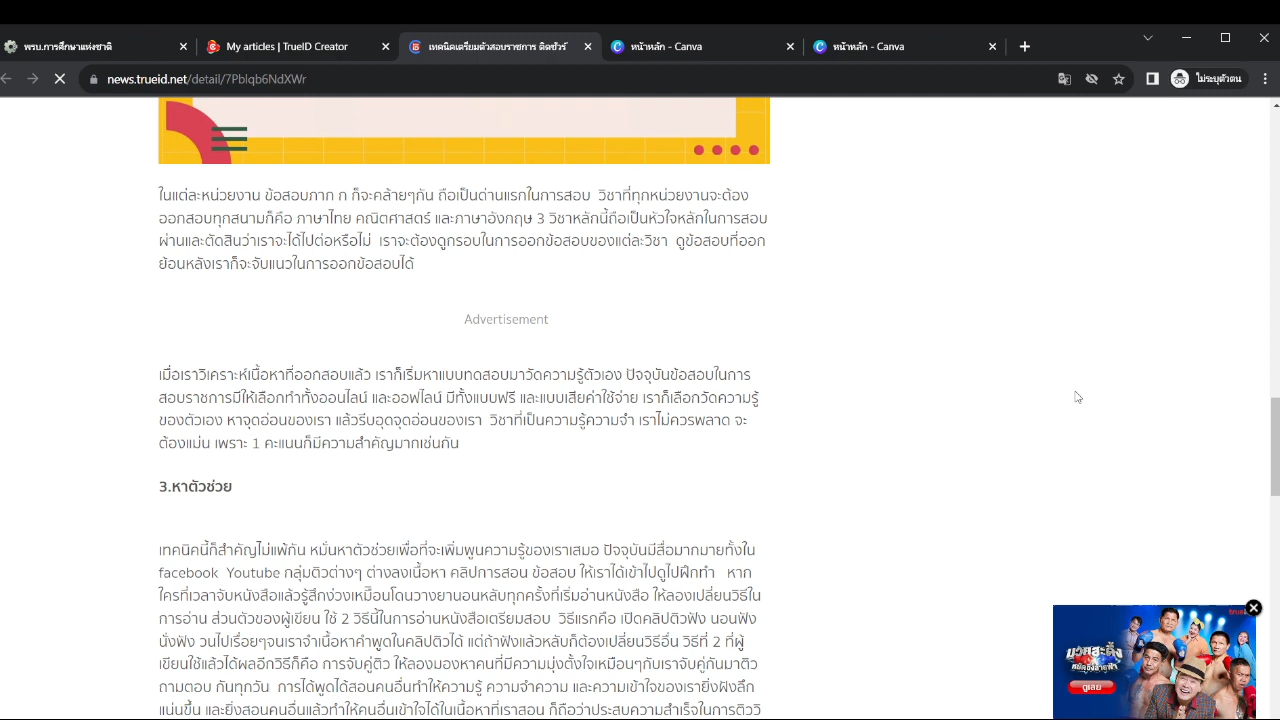 พรบ.การศึกษาแห่งชาติ
My articles | TrueID Creator
เทคนิคเตรียมตัวสอบราชการ ติดชัวร์
หน้าหลัก - Canva
หน้าหลัก - Canva
news.trueid.net/detail/7Pblqb6NdXWr
ไม่ระบุตัวตน
ในแต่ละหน่วยงาน ข้อสอบภาก ก ก็จะคล้ายๆกัน ถือเป็นด่านแรกในการสอบ วิชาที่ทุกหน่วยงานจะต้อง
ออกสอบทุกสนามก็คือ ภาษาไทย คณิตศาสตร์ และภาษาอังกฤษ 3 วิชาหลักนี้ถือเป็นหัวใจหลักในการสอบ
ผ่านและตัดสินว่าเราจะได้ไปต่อหรือไม่ เราจะต้องดูกรอบในการออกข้อสอบของแต่ละวิชา ดูข้อสอบที่ออก
ย้อนหลังเราก็จะจับแนวในการออกข้อสอบได้
Advertisement
เมื่อเราวิเคราะห์เนื้อหาที่ออกสอบแล้ว เราก็เริ่มหาแบบทดสอบมาวัดความรู้ตัวเอง ปัจจุบันข้อสอบในการ
สอบราชการมีให้เลือกทำทั้งออนไลน์ และออฟไลน์ มีทั้งแบบฟรี และแบบเสียค่าใช้จ่าย เราก็เลือกวัดความรู้
ของตัวเอง หาจุดอ่อนของเรา แล้วรีบอุดจุดอ่อนของเรา วิชาที่เป็นความรู้ความจำ เราไม่ควรพลาด จะ
ต้องแม่น เพราะ 1 คะแนนก็มีความสำคัญมากเช่นกัน
3.หาตัวช่วย
เทคนิคนี้ก็สำคัญไม่แพ้กัน หมั่นหาตัวช่วยเพื่อที่จะเพิ่มพูนความรู้ของเราเสมอ ปัจจุบันมีสื่อมากมายทั้งใน
facebook Youtube กลุ่มติวต่างๆ ต่างลงเนื้อหา คลิปการสอน ข้อสอบ ให้เราได้เข้าไปดูไปฝึกทำ หาก
ใครที่เวลาจับหนังสือแล้วรู้สึกง่วงเหมือนโดนวางยานอนหลับทุกครั้งที่เริ่มอ่านหนังสือ ให้ลองเปลี่ยนวิธีใน
การอ่าน ส่วนตัวของผู้เขียน ใช้ 2 วิธีนี้ในการอ่านหนังสือเตรียมสอบ วิธีแรกคือ เปิดคลิปติวฟัง นอนฟัง
นั่งฟัง วนไปเรื่อยๆจนเราจำเนื้อหาคำพูดในคลิปติวได้ แต่ถ้าฟังแล้วหลับก็ต้องเปลี่ยนวิธีอื่น วิธีที่ 2 ที่ผู้
เขียนใช้แล้วได้ผลอีกวิธีก็คือ การจับคู่ติว ให้ลองมองหาคนที่มีความมุ่งตั้งใจเหมือนๆกับเราจับคู่กันมาติว
ถามตอบ กันทุกวัน การได้พูดได้สอนคนอื่นทำให้ความรู้ ความจำความ และความเข้าใจของเรายิ่งฝังลึก
แน่นขึ้น และยิ่งสอนคนอื่นแล้วทำให้คนอื่นเข้าใจได้ในเนื้อหาที่เราสอน ก็ถือว่าประสบความสำเร็จในการติววิ
ดูเลย